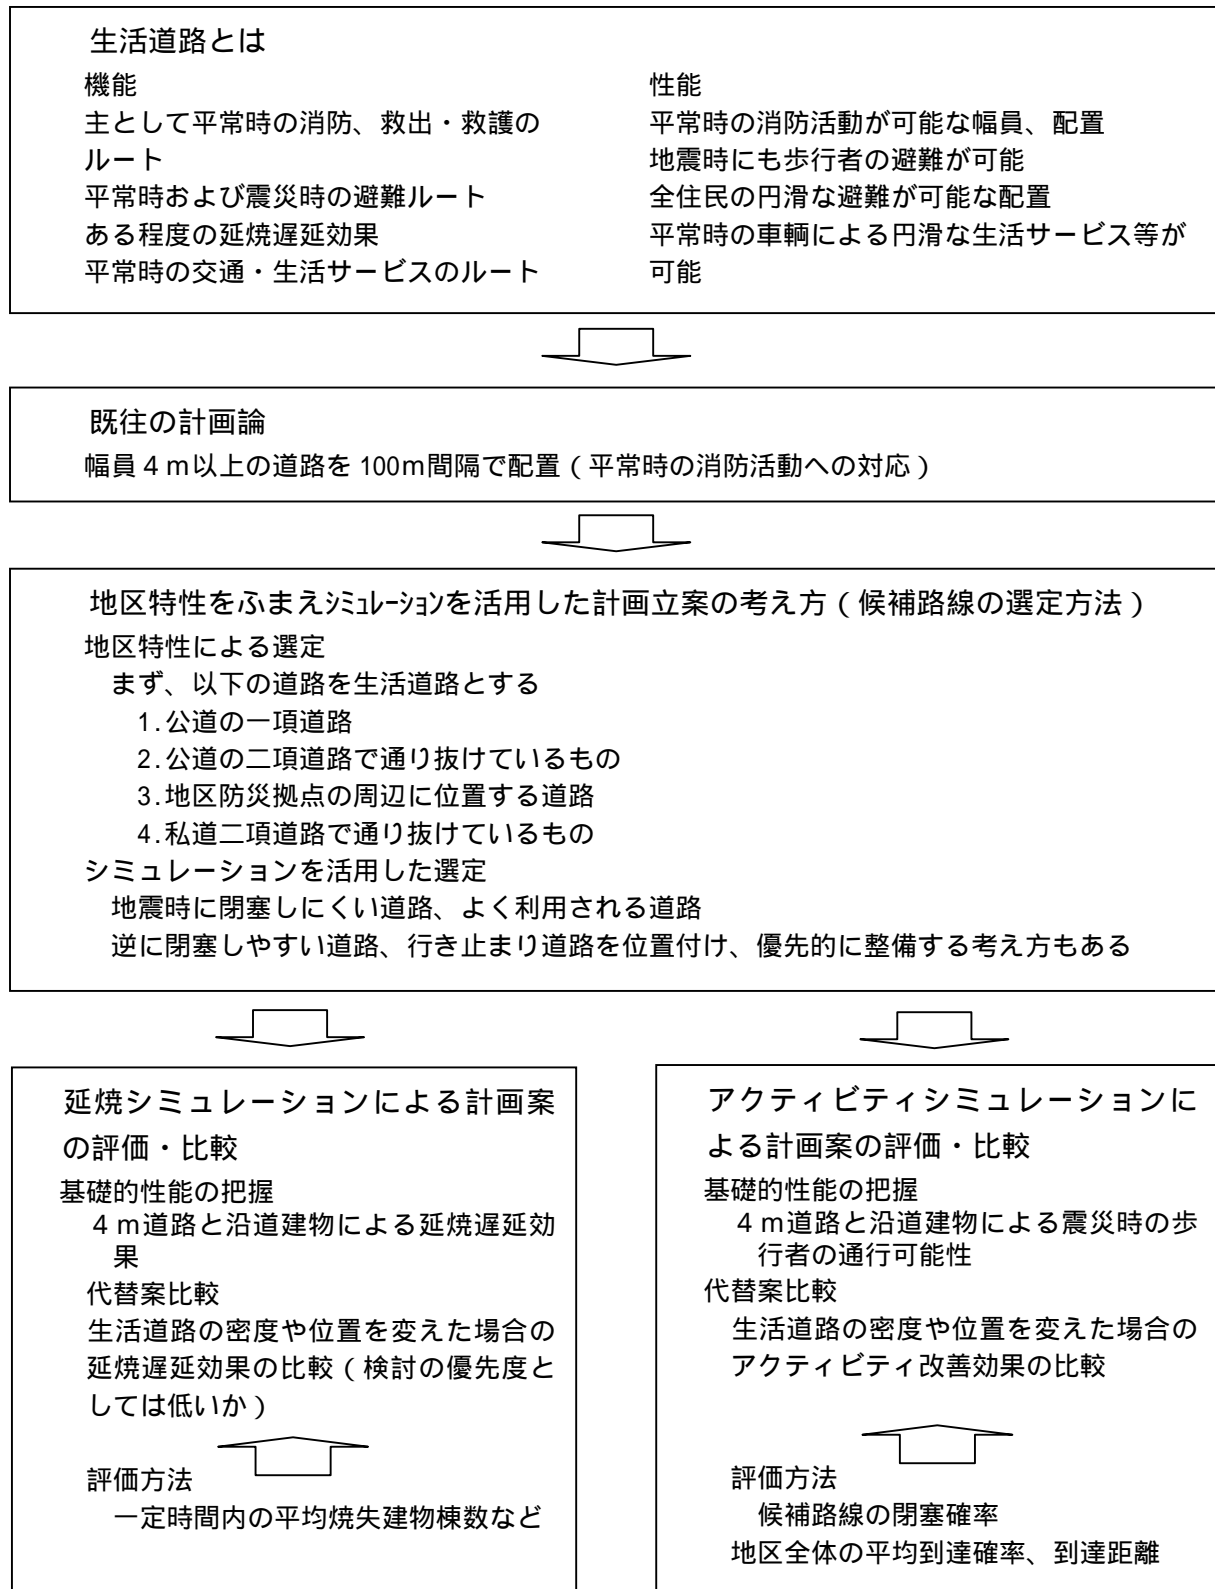 生活道路とは
機能
主として平常時の消防、救出・救護の
ルート
平常時および震災時の避難ルート
ある程度の延焼遅延効果
平常時の交通・生活サービスのルート
性能
平常時の消防活動が可能な幅員、配置
地震時にも歩行者の避難が可能
全住民の円滑な避難が可能な配置
平常時の車輌による円滑な生活サービス等が
可能
既往の計画論
幅員４ｍ以上の道路を 100ｍ間隔で配置（平常時の消防活動への対応）
地区特性をふまえｼﾐｭﾚｰｼｮﾝを活用した計画立案の考え方（候補路線の選定方法）
地区特性による選定
まず、以下の道路を生活道路とする
1.公道の一項道路
2.公道の二項道路で通り抜けているもの
3.地区防災拠点の周辺に位置する道路
4.私道二項道路で通り抜けているもの
シミュレーションを活用した選定
地震時に閉塞しにくい道路、よく利用される道路
逆に閉塞しやすい道路、行き止まり道路を位置付け、優先的に整備する考え方もある
延焼シミュレーションによる計画案
の評価・比較
基礎的性能の把握
４ｍ道路と沿道建物による延焼遅延効
果
代替案比較
生活道路の密度や位置を変えた場合の
延焼遅延効果の比較（検討の優先度と
しては低いか）
評価方法
一定時間内の平均焼失建物棟数など
アクティビティシミュレーションに
よる計画案の評価・比較
基礎的性能の把握
４ｍ道路と沿道建物による震災時の歩
行者の通行可能性
代替案比較
生活道路の密度や位置を変えた場合の
アクティビティ改善効果の比較
評価方法
候補路線の閉塞確率
地区全体の平均到達確率、到達距離